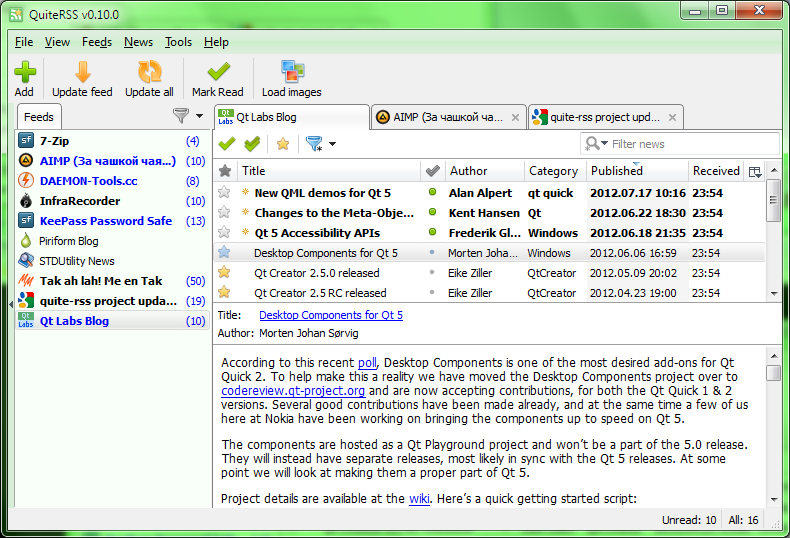 QuiteRSS v0.10.0
File View Feeds News Tools Help
Add Update feed Update all Mark Read Load images
Feeds
7-Zip (4)
AIMP (За чашкой чая...) (10)
DAEMON-Tools.cc (8)
InfraRecorder (10)
KeePass Password Safe (13)
Piriform Blog
STDUtility News
Tak ah lah! Me en Tak (50)
quite-rss project upda... (19)
Qt Labs Blog (10)
Qt Labs Blog AIMP (За чашкой ча... quite-rss project upd...
Filter news
Title Author Category Published Received
New QML demos for Qt 5 Alan Alpert qt quick 2012.07.17 10:16 23:54
Changes to the Meta-Obje... Kent Hansen Qt 2012.06.22 18:30 23:54
Qt 5 Accessibility APIs Frederik Gl... Windows 2012.06.18 21:35 23:54
Desktop Components for Qt 5 Morten Joha... Windows 2012.06.06 16:59 23:54
Qt Creator 2.5.0 released Eike Ziller QtCreator 2012.05.09 20:02 23:54
Qt Creator 2.5 RC released Eike Ziller QtCreator 2012.04.23 19:00 23:54
Title: Desktop Components for Qt 5
Author: Morten Johan Sørvig
According to this recent poll, Desktop Components is one of the most desired add-ons for Qt
Quick 2. To help make this a reality we have moved the Desktop Components project over to
codereview.qt-project.org and are now accepting contributions, for both the Qt Quick 1 & 2
versions. Several good contributions have been made already, and at the same time a few of us
here at Nokia have been working on bringing the components up to speed on Qt 5.
The components are hosted as a Qt Playground project and won't be a part of the 5.0 release.
They will instead have separate releases, most likely in sync with the Qt 5 releases. At some
point we will look at making them a proper part of Qt 5.
Project details are available at the wiki. Here's a quick getting started script:
Unread: 10 All: 16